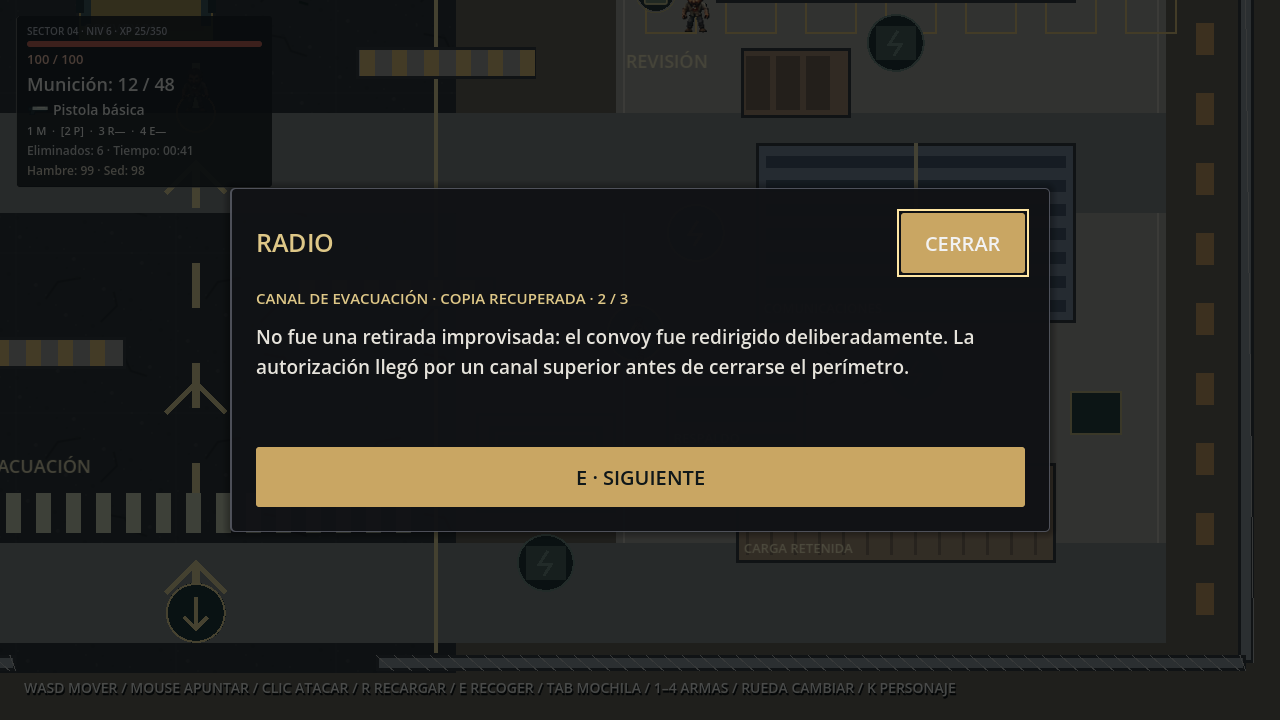 SECTOR 04 · NIV 6 · XP 25/350
100 / 100
Munición: 12 / 48
Pistola básica
1 M · [2 P] · 3 R— · 4 E—
Eliminados: 6 · Tiempo: 00:41
Hambre: 99 · Sed: 98
REVISIÓN
RADIO
CERRAR
CANAL DE EVACUACIÓN · COPIA RECUPERADA · 2 / 3
No fue una retirada improvisada: el convoy fue redirigido deliberadamente. La
autorización llegó por un canal superior antes de cerrarse el perímetro.
ACUACIÓN
E · SIGUIENTE
CARGA RETENIDA
WASD MOVER / MOUSE APUNTAR / CLIC ATACAR / R RECARGAR / E RECOGER / TAB MOCHILA / 1–4 ARMAS / RUEDA CAMBIAR / K PERSONAJE